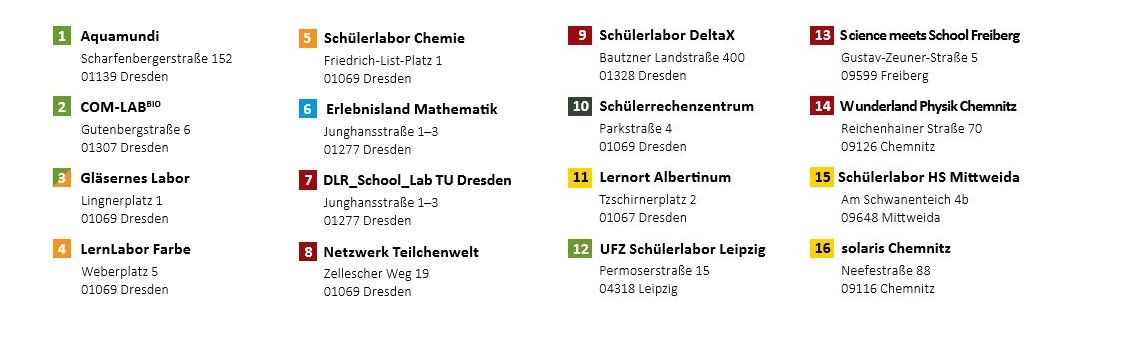 1 Aquamundi
Scharfenbergerstraße 152
01139 Dresden
2 COM-LABBIO
Gutenbergstraße 6
01307 Dresden
3 Gläsernes Labor
Lingnerplatz 1
01069 Dresden
4 LernLabor Farbe
Weberplatz 5
01069 Dresden
5 Schülerlabor Chemie
Friedrich-List-Platz 1
01069 Dresden
6 Erlebnisland Mathematik
Junghansstraße 1–3
01277 Dresden
7 DLR_School_Lab TU Dresden
Junghansstraße 1–3
01277 Dresden
8 Netzwerk Teilchenwelt
Zellescher Weg 19
01069 Dresden
9 Schülerlabor DeltaX
Bautzner Landstraße 400
01328 Dresden
10 Schülerrechenzentrum
Parkstraße 4
01069 Dresden
11 Lernort Albertinum
Tzschirnerplatz 2
01067 Dresden
12 UFZ Schülerlabor Leipzig
Permoserstraße 15
04318 Leipzig
13 Science meets School Freiberg
Gustav-Zeuner-Straße 5
09599 Freiberg
14 Wunderland Physik Chemnitz
Reichenhainer Straße 70
09126 Chemnitz
15 Schülerlabor HS Mittweida
Am Schwanenteich 4b
09648 Mittweida
16 solaris Chemnitz
Neefestraße 88
09116 Chemnitz